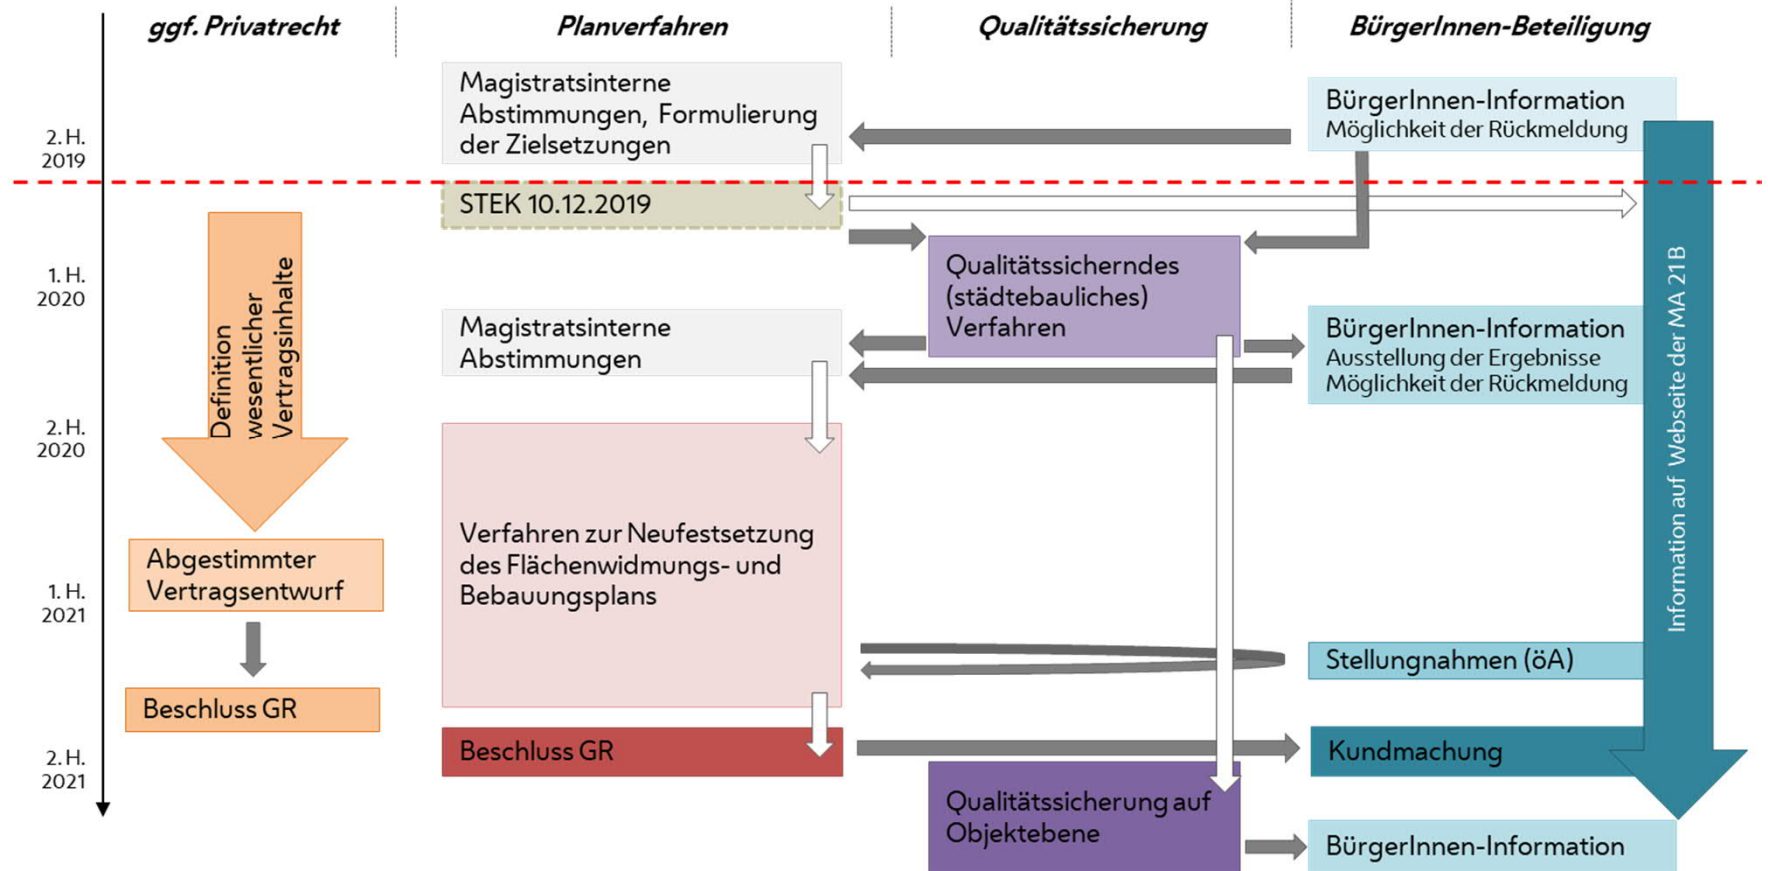 ggf. Privatrecht
Planverfahren
Qualitätssicherung
BürgerInnen-Beteiligung
2. H.
2019
1. H.
2020
2. H.
2020
1. H.
2021
2. H.
2021
Definition
wesentlicher
Vertragsinhalte
Abgestimmter
Vertragsentwurf
Beschluss GR
Magistratsinterne
Abstimmungen, Formulierung
der Zielsetzungen
STEK 10.12.2019
Magistratsinterne
Abstimmungen
Verfahren zur Neufestsetzung
des Flächenwidmungs- und
Bebauungsplans
Beschluss GR
Qualitätssicherndes
(städtebauliches)
Verfahren
Qualitätssicherung auf
Objektebene
BürgerInnen-Information
Möglichkeit der Rückmeldung
BürgerInnen-Information
Ausstellung der Ergebnisse
Möglichkeit der Rückmeldung
Stellungnahmen (öA)
Kundmachung
BürgerInnen-Information
Information auf Webseite der MA 21B